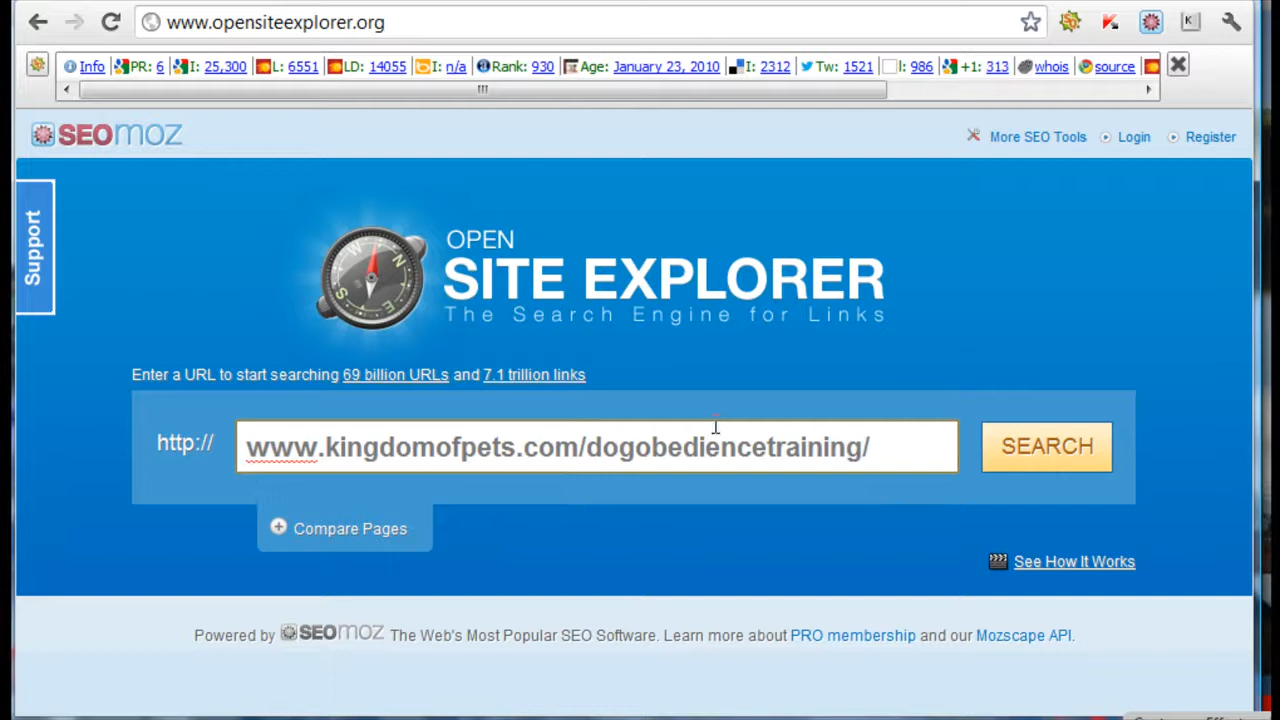 www.opensiteexplorer.org
Info PR: 6 I: 25,300 L: 6551 LD: 14055 I: n/a Rank: 930 Age: January 23, 2010 I: 2312 Tw: 1521 l: 986 +1: 313 whois source
SEOmoz
More SEO Tools Login Register
Support
OPEN
SITE EXPLORER
The Search Engine for Links
Enter a URL to start searching 69 billion URLs and 7.1 trillion links
http:// www.kingdomofpets.com/dogobediencetraining/ SEARCH
Compare Pages
See How It Works
Powered by SEOmoz The Web's Most Popular SEO Software. Learn more about PRO membership and our Mozscape API.